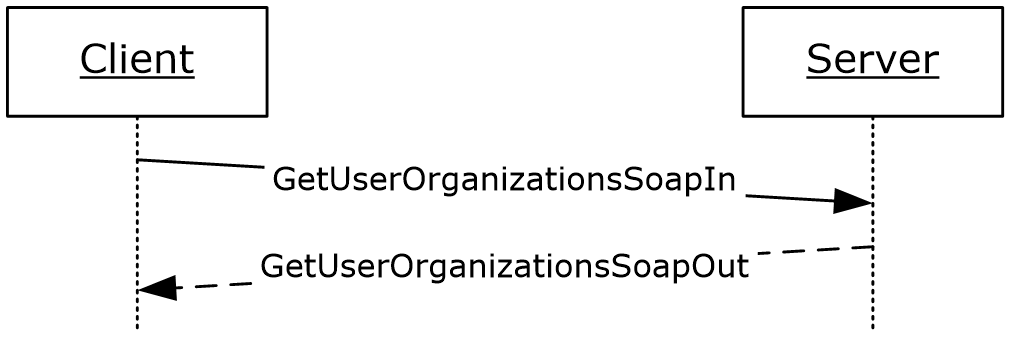 Client
Server
GetUserOrganizationsSoapIn
GetUserOrganizationsSoapOut